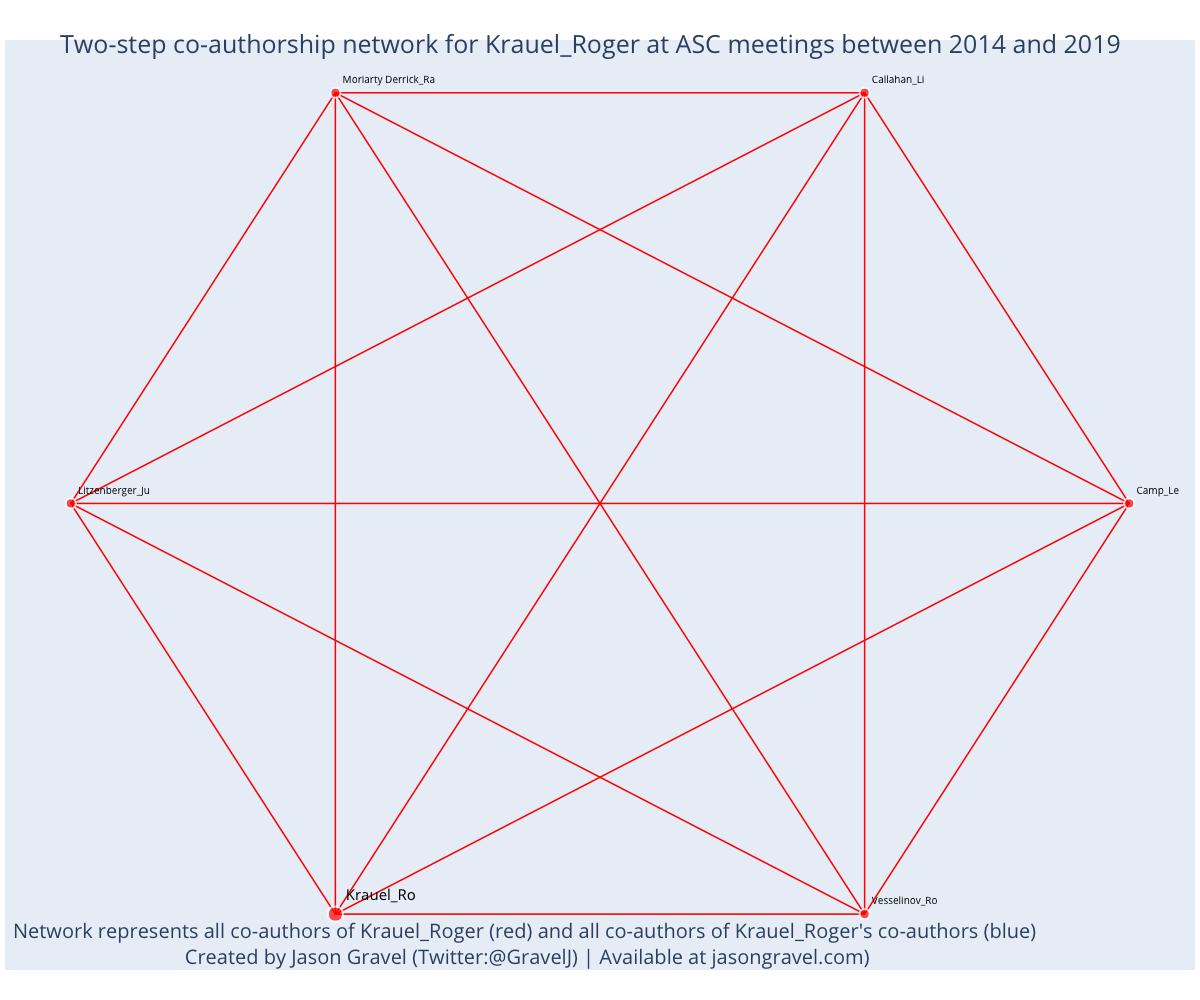 Two-step co-authorship network for Krauel_Roger at ASC meetings between 2014 and 2019
Moriarty Derrick_Ra
Callahan_Li
Litzenberger_Ju
Camp_Le
Krauel_Ro
Vesselinov_Ro
Network represents all co-authors of Krauel_Roger (red) and all co-authors of Krauel_Roger's co-authors (blue)
Created by Jason Gravel (Twitter:@GravelJ) | Available at jasongravel.com)